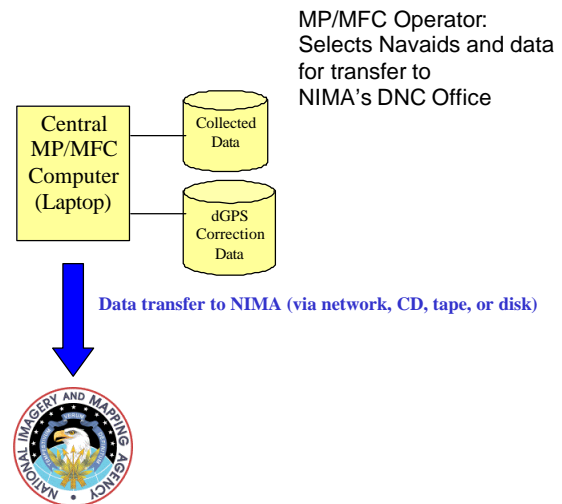 MP/MFC Operator:
Selects Navaids and data
for transfer to
NIMA's DNC Office
Central
MP/MFC
Computer
(Laptop)
Collected
Data
dGPS
Correction
Data
Data transfer to NIMA (via network, CD, tape, or disk)
NATIONAL IMAGERY AND MAPPING AGENCY
VERUM